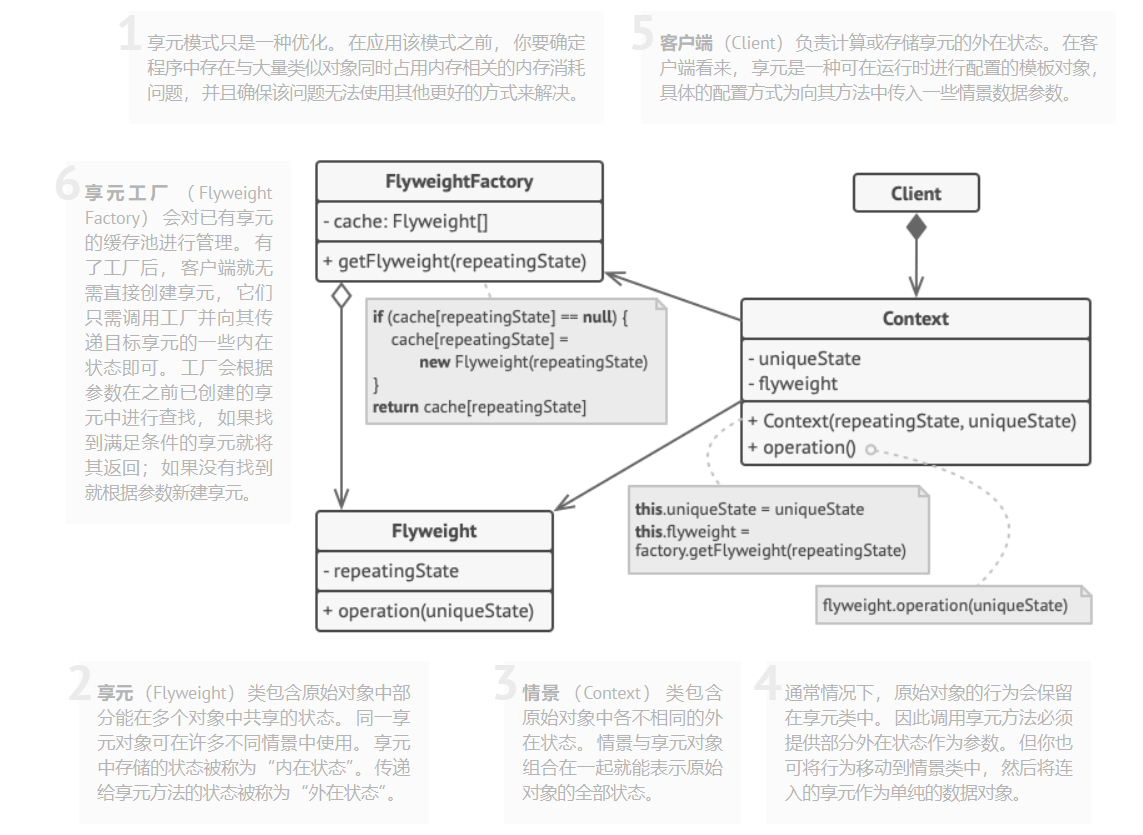 1
享元模式只是一种优化。 在应用该模式之前， 你要确定
程序中存在与大量类似对象同时占用内存相关的内存消耗
问题， 并且确保该问题无法使用其他更好的方式来解决。
5
客户端 （Client） 负责计算或存储享元的外在状态。 在客
户端看来， 享元是一种可在运行时进行配置的模板对象，
具体的配置方式为向其方法中传入一些情景数据参数。
6
享元工厂 （Flyweight
Factory） 会对已有享元
的缓存池进行管理。 有
了工厂后， 客户端就无
需直接创建享元， 它们
只需调用工厂并向其传
递目标享元的一些内在
状态即可。 工厂会根据
参数在之前已创建的享
元中进行查找， 如果找
到满足条件的享元就将
其返回； 如果没有找到
就根据参数新建享元。
FlyweightFactory
- cache: Flyweight[]
+ getFlyweight(repeatingState)
if (cache[repeatingState] == null) {
cache[repeatingState] =
new Flyweight(repeatingState)
}
return cache[repeatingState]
Client
Context
- uniqueState
- flyweight
+ Context(repeatingState, uniqueState)
+ operation()
this.uniqueState = uniqueState
this.flyweight =
factory.getFlyweight(repeatingState)
flyweight.operation(uniqueState)
Flyweight
- repeatingState
+ operation(uniqueState)
2
享元 （Flyweight） 类包含原始对象中部
分能在多个对象中共享的状态。 同一享
元对象可在许多不同情景中使用。 享元
中存储的状态被称为 “内在状态”。 传递
给享元方法的状态被称为 “外在状态”。
3
情景 （Context） 类包含
原始对象中各不相同的外
在状态。 情景与享元对象
组合在一起就能表示原始
对象的全部状态。
4
通常情况下， 原始对象的行为会保留
在享元类中。 因此调用享元方法必须
提供部分外在状态作为参数。 但你也
可将行为移动到情景类中， 然后将连
入的享元作为单纯的数据对象。